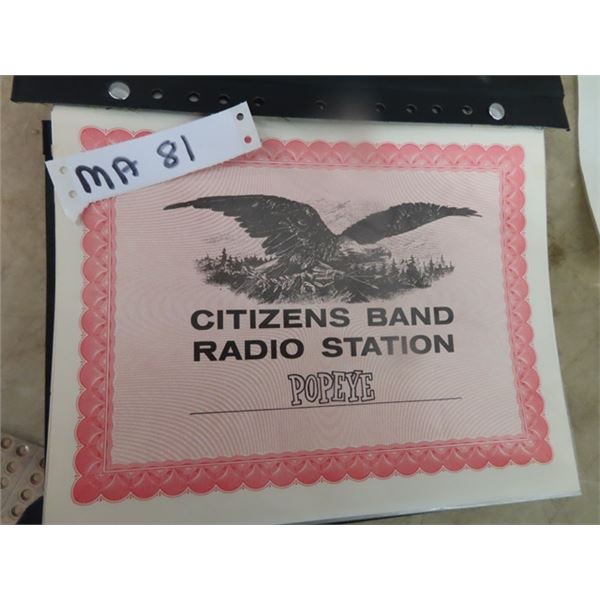 MA 81
CITIZENS BAND
RADIO STATION
POPEYE